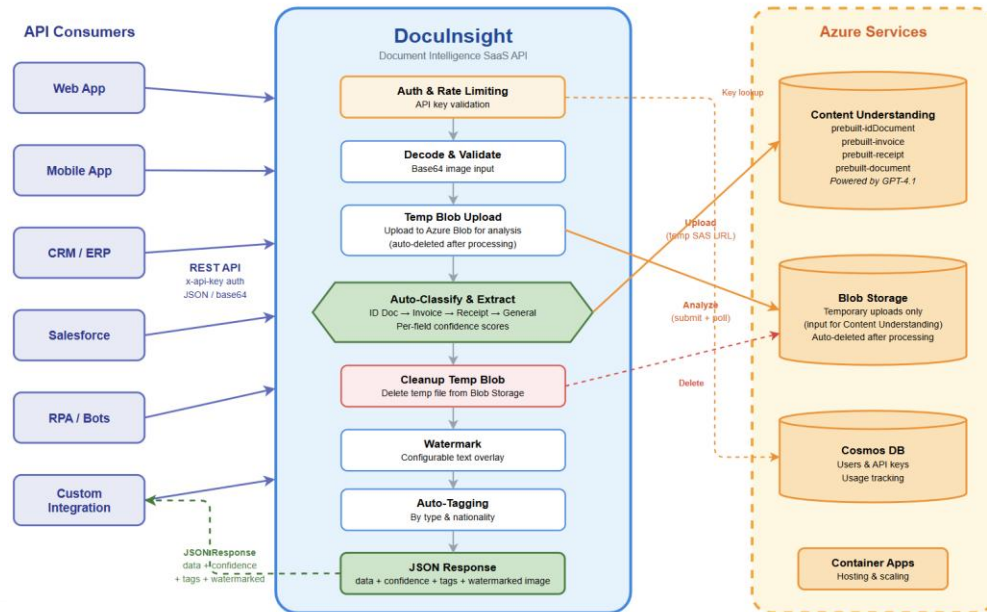 API Consumers
Web App
Mobile App
CRM / ERP
Salesforce
RPA / Bots
Custom
Integration
REST API
x-api-key auth
JSON / base64
JSON Response
data + confidence
+ tags + watermarked
DocuInsight
Document Intelligence SaaS API
Auth & Rate Limiting
API key validation
Decode & Validate
Base64 image input
Temp Blob Upload
Upload to Azure Blob for analysis
(auto-deleted after processing)
Auto-Classify & Extract
ID Doc → Invoice → Receipt → General
Per-field confidence scores
Cleanup Temp Blob
Delete temp file from Blob Storage
Watermark
Configurable text overlay
Auto-Tagging
By type & nationality
JSON Response
data + confidence + tags + watermarked image
Key lookup
Upload
(temp SAS URL)
Analyze
(submit + poll)
Delete
Azure Services
Content Understanding
prebuilt-idDocument
prebuilt-invoice
prebuilt-receipt
prebuilt-document
Powered by GPT-4.1
Blob Storage
Temporary uploads only
(input for Content Understanding)
Auto-deleted after processing
Cosmos DB
Users & API keys
Usage tracking
Container Apps
Hosting & scaling